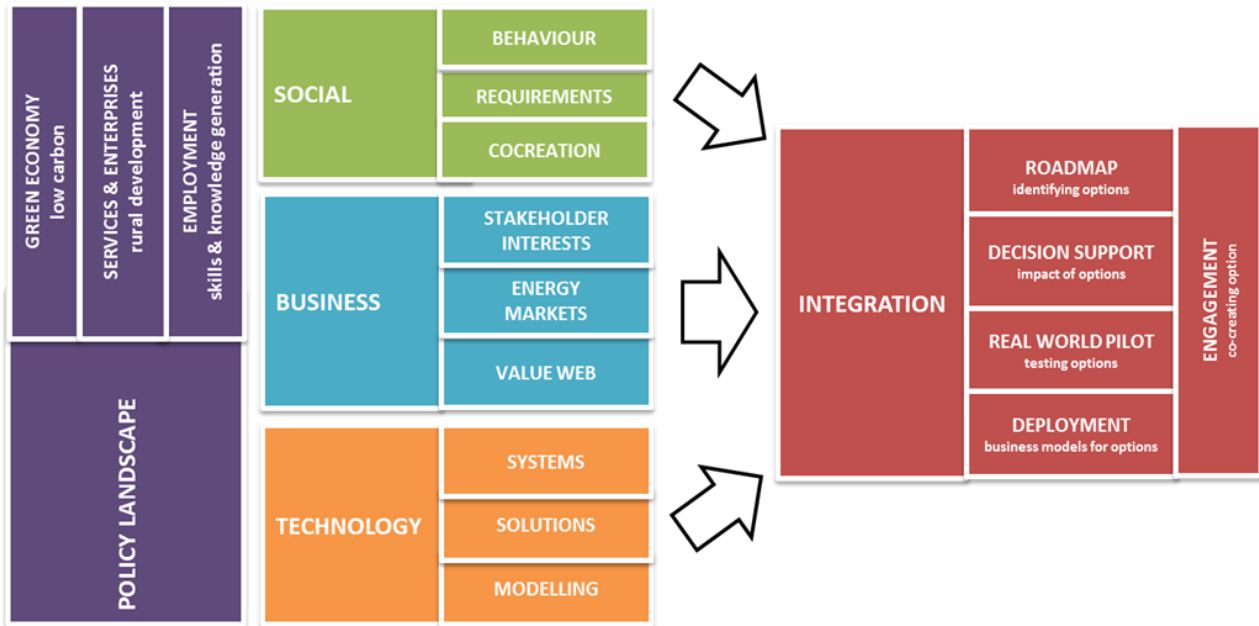 GREEN ECONOMY
low carbon
SERVICES & ENTERPRISES
rural development
EMPLOYMENT
skills & knowledge generation
POLICY LANDSCAPE
SOCIAL
BEHAVIOUR
REQUIREMENTS
COCREATION
BUSINESS
STAKEHOLDER
INTERESTS
ENERGY
MARKETS
VALUE WEB
TECHNOLOGY
SYSTEMS
SOLUTIONS
MODELLING
INTEGRATION
ROADMAP
identifying options
DECISION SUPPORT
impact of options
REAL WORLD PILOT
testing options
DEPLOYMENT
business models for options
ENGAGEMENT
co-creating option